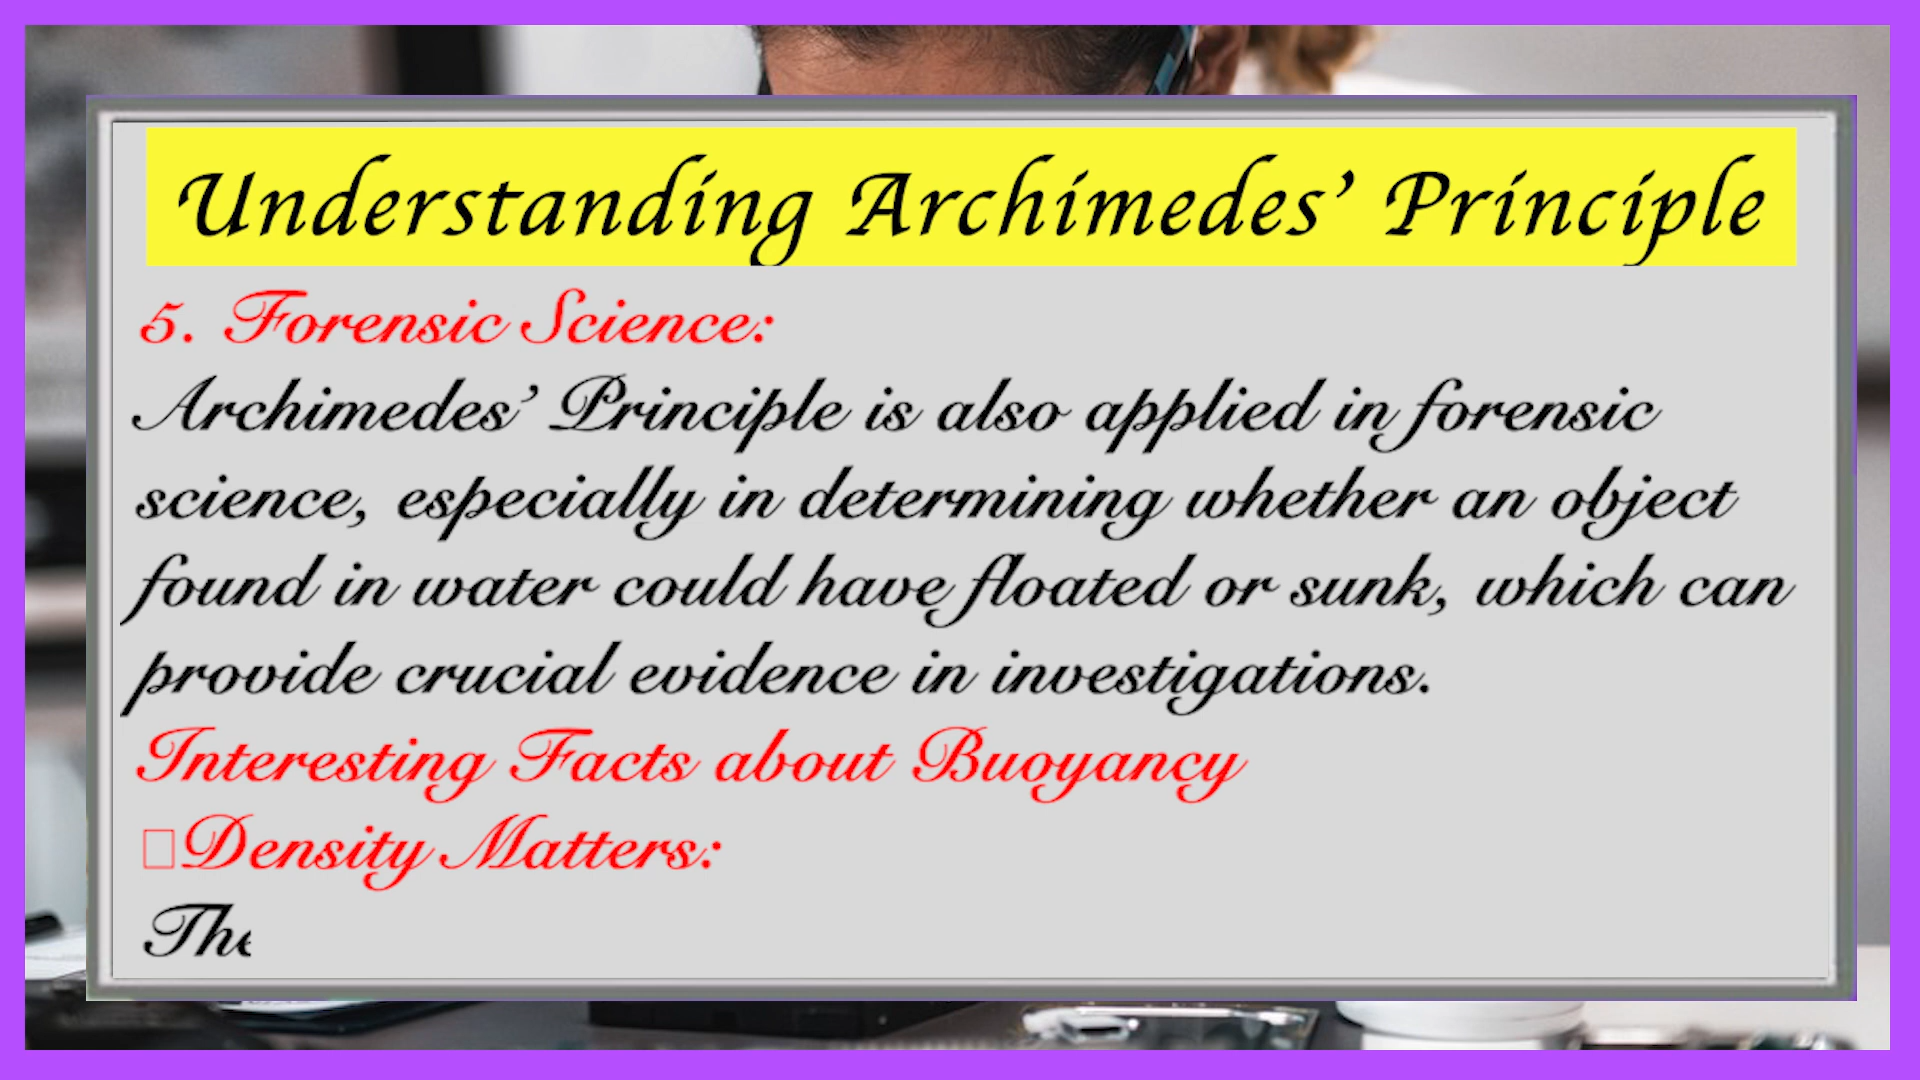 Understanding Archimedes’ Principle
5. Forensic Science:
Archimedes’ Principle is also applied in forensic
science, especially in determining whether an object
found in water could have floated or sunk, which can
provide crucial evidence in investigations.
Interesting Facts about Buoyancy
Density Matters:
The